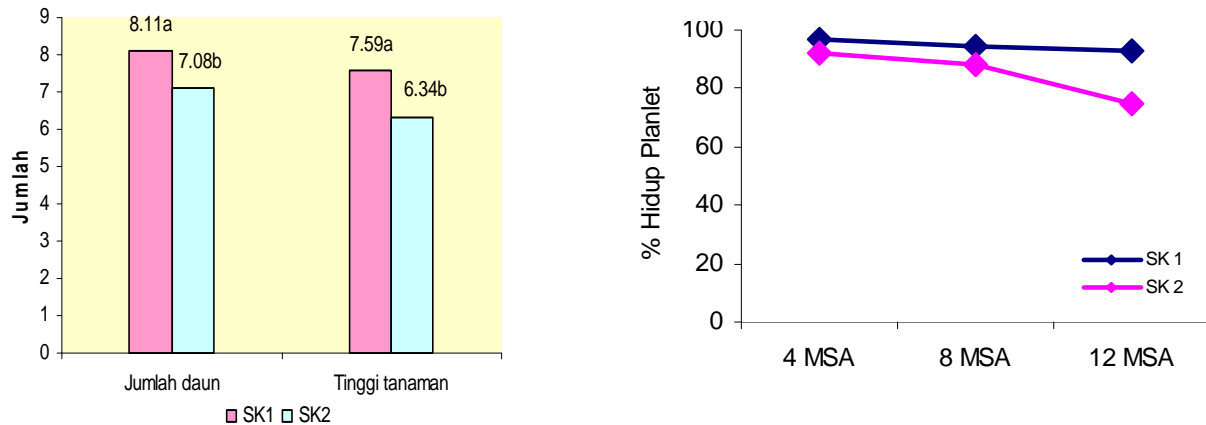 9
8
7
6
5
4
3
2
1
0
Jumlah
8.11a
7.08b
7.59a
6.34b
Jumlah daun
Tinggi tanaman
SK1 SK2
100
80
60
40
20
0
% Hidup Planlet
SK 1
SK 2
4 MSA 8 MSA 12 MSA